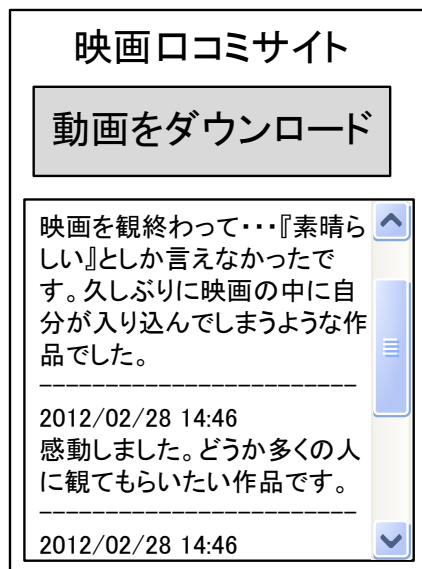 映画口コミサイト
動画をダウンロード
映画を観終わって・・・『素晴ら
しい』としか言えなかったで
す。久しぶりに映画の中に自
分が入り込んでしまうような作
品でした。
------------------------
2012/02/28 14:46
感動しました。どうか多くの人
に観てもらいたい作品です。
------------------------
2012/02/28 14:46